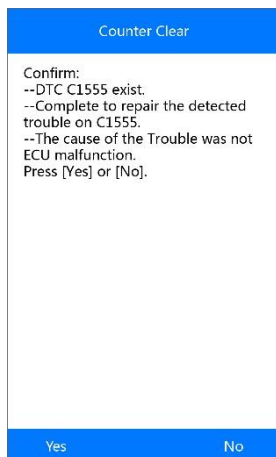 Counter Clear
Confirm:
--DTC C1555 exist.
--Complete to repair the detected
trouble on C1555.
--The cause of the Trouble was not
ECU malfunction.
Press [Yes] or [No].
Yes
No